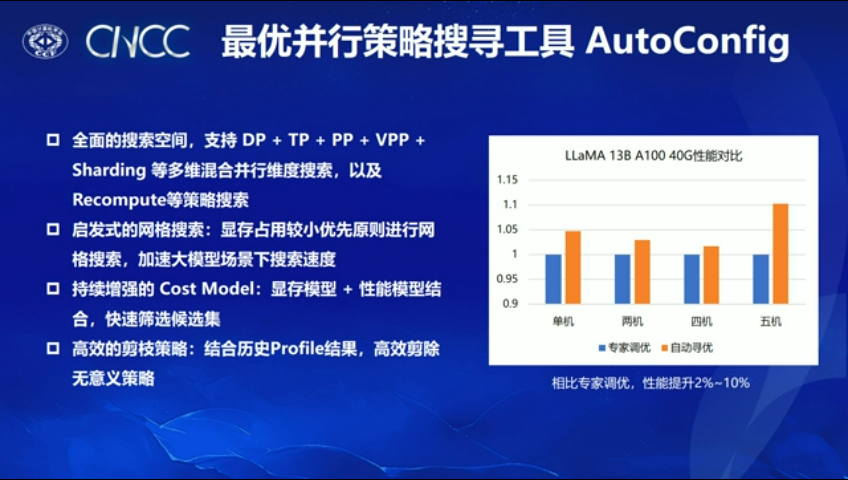 CNCC
最优并行策略搜寻工具 AutoConfig
全面的搜索空间，支持 DP + TP + PP + VPP +
Sharding 等多维混合并行维度搜索，以及
Recompute等策略搜索
启发式的网格搜索：显存占用较小优先原则进行网
格搜索，加速大模型场景下搜索速度
持续增强的 Cost Model：显存模型 + 性能模型结
合，快速筛选候选集
高效的剪枝策略：结合历史Profile结果，高效剪除
无意义策略
LLaMA 13B A100 40G性能对比
1.15
1.1
1.05
1
0.95
0.9
单机 两机 四机 五机
专家调优 自动寻优
相比专家调优，性能提升2%~10%